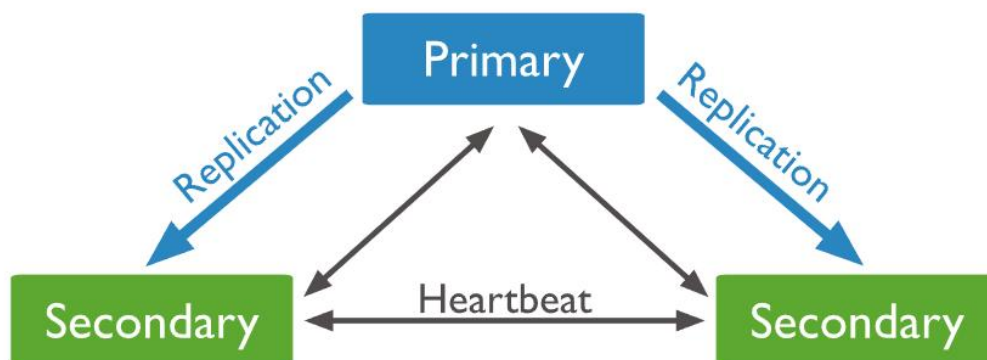 Primary
Replication
Replication
Heartbeat
Secondary
Secondary